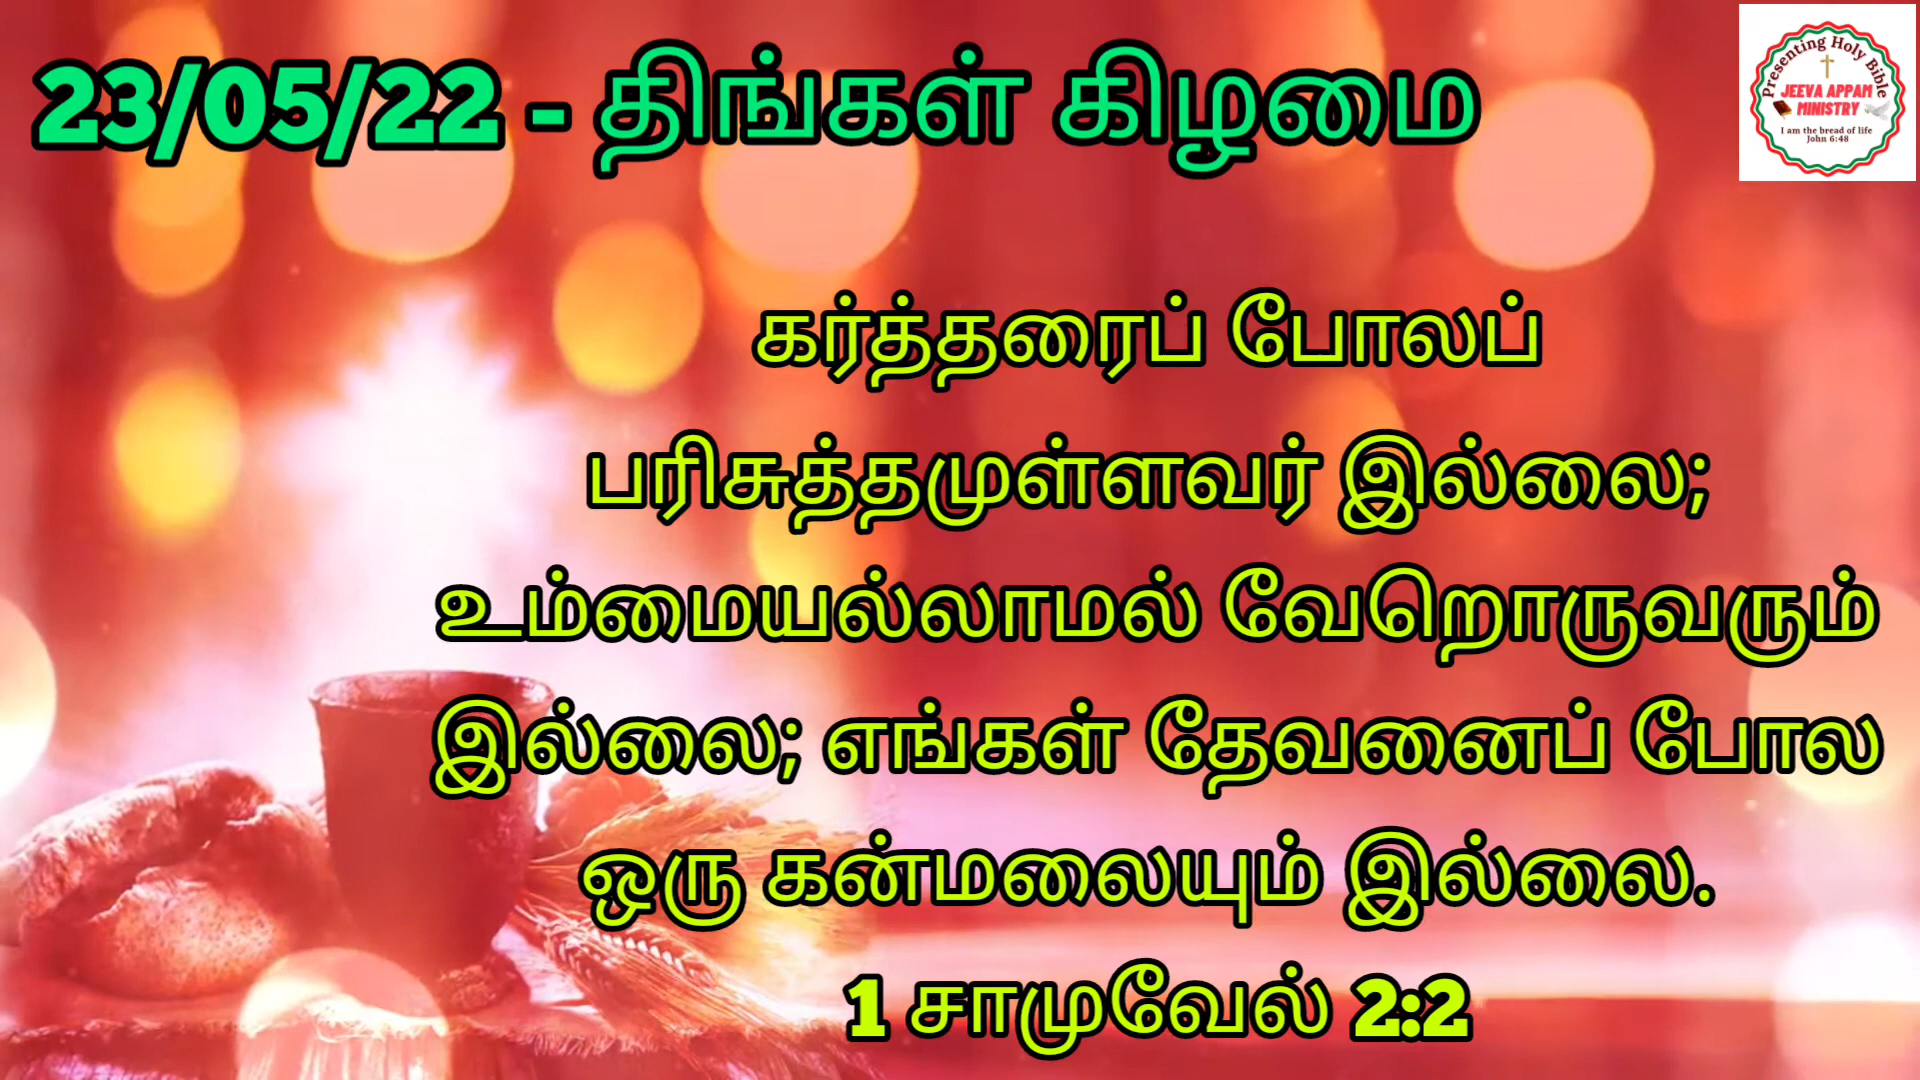 23/05/22 - திங்கள் கிழமை
Presenting Holy Bible
JEEVA APPAM
MINISTRY
I am the bread of life
John 6:48
கர்த்தரைப் போலப்
பரிசுத்தமுள்ளவர் இல்லை;
உம்மையல்லாமல் வேறொருவரும்
இல்லை; எங்கள் தேவனைப் போல
ஒரு கன்மலையும் இல்லை.
1 சாமுவேல் 2:2